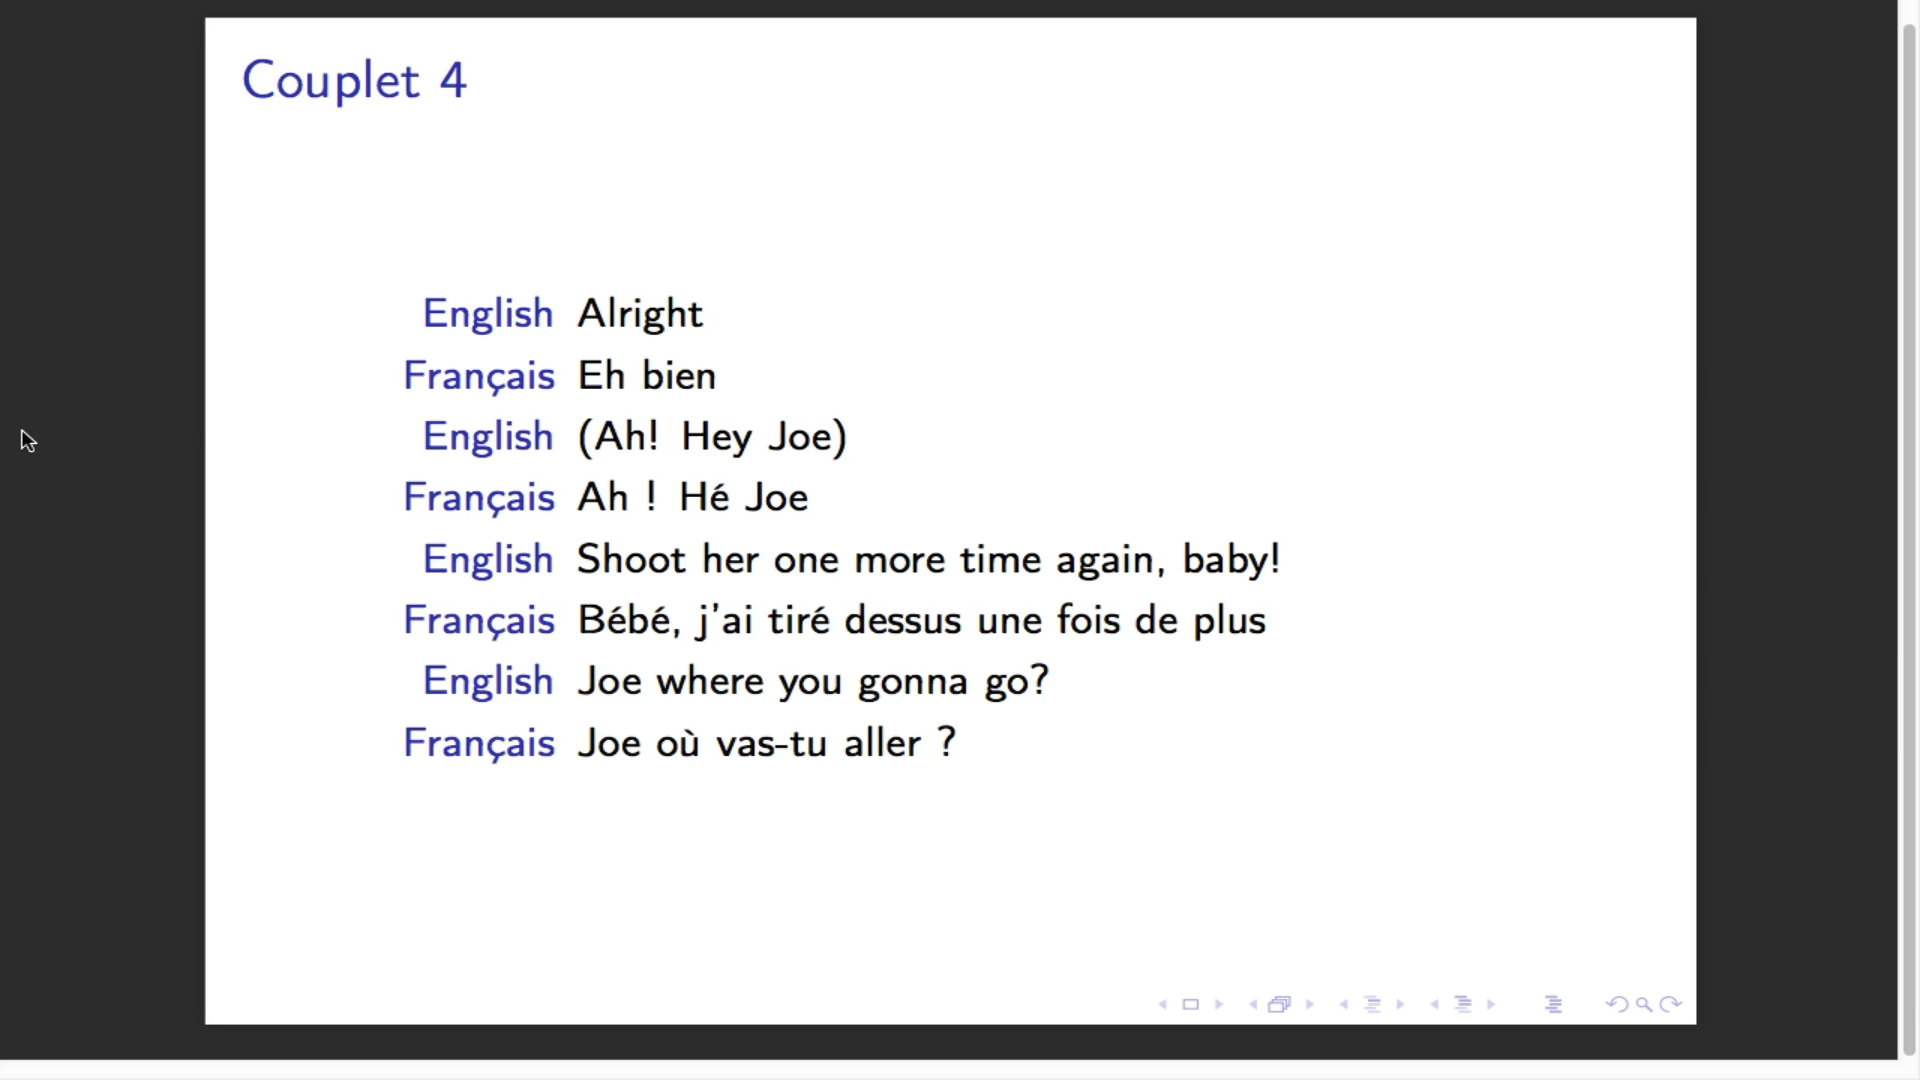 Couplet 4
English Alright
Français Eh bien
English (Ah! Hey Joe)
Français Ah ! Hé Joe
English Shoot her one more time again, baby!
Français Bébé, j'ai tiré dessus une fois de plus
English Joe where you gonna go?
Français Joe où vas-tu aller ?